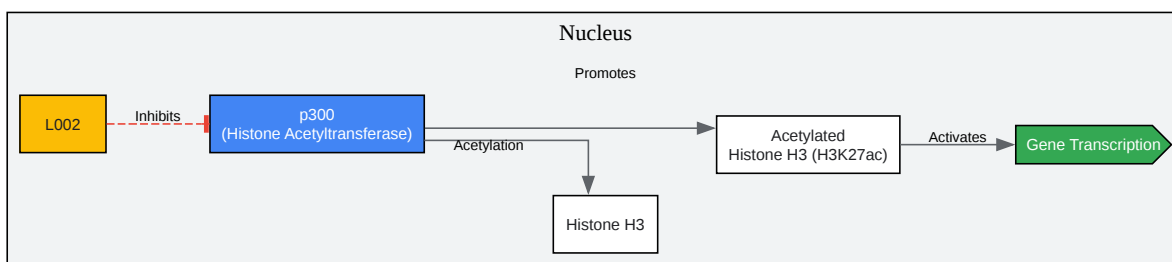 Nucleus
Promotes
L002
Inhibits
p300
(Histone Acetyltransferase)
Acetylation
Acetylated
Histone H3 (H3K27ac)
Activates
Gene Transcription
Histone H3